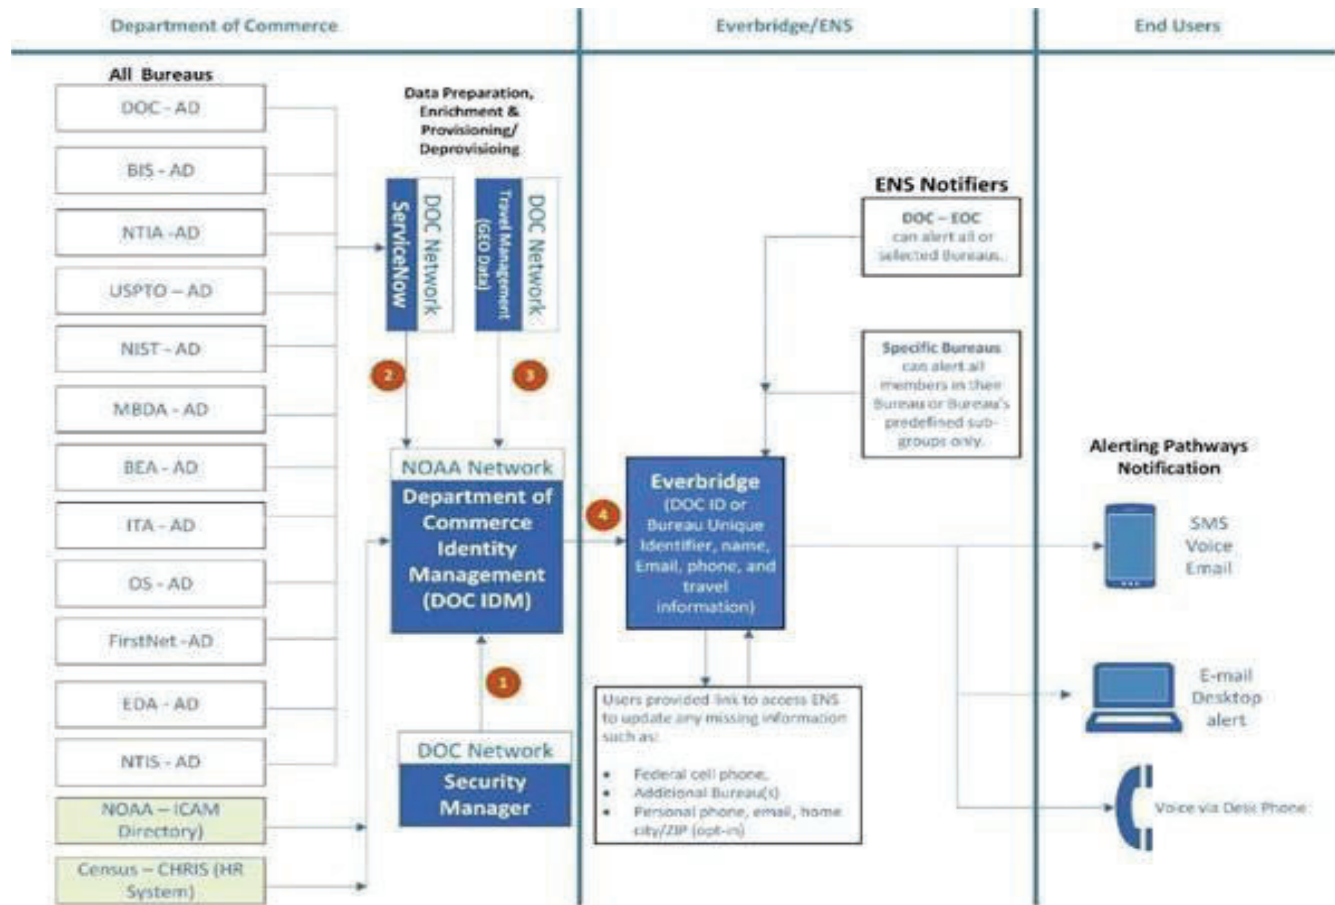 Department of Commerce
Everbridge/ENS
End Users
All Bureaus
DOC - AD
BIS - AD
NTIA -AD
USPTO – AD
NIST - AD
MBDA - AD
BEA - AD
ITA - AD
OS - AD
FirstNet -AD
EDA - AD
NTIS - AD
NOAA – ICAM
Directory)
Census – CHRIS (HR
System)
Data Preparation,
Enrichment &
Provisioning/
Deprovisioing
ServiceNow
DOC Network
Travel Management
(GEO Data)
DOC Network
2
3
NOAA Network
Department of
Commerce
Identity
Management
(DOC IDM)
1
DOC Network
Security
Manager
4
ENS Notifiers
DOC – EOC
can alert all or
selected Bureaus.
Specific Bureaus
can alert all
members in their
Bureau or Bureau's
predefined sub-
groups only.
Everbridge
(DOC ID or
Bureau Unique
Identifier, name,
Email, phone, and
travel
information)
Users provided link to access ENS
to update any missing information
such as:
• Federal cell phone,
• Additional Bureau(s)
• Personal phone, email, home
city/ZIP (opt-in)
Alerting Pathways
Notification
SMS
Voice
Email
E-mail
Desktop
alert
Voice via Desk Phone